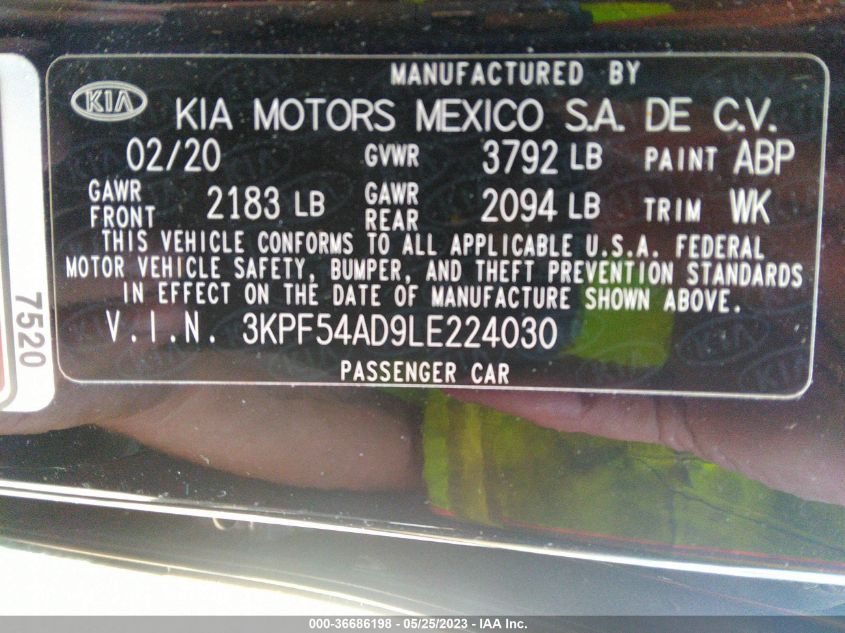 MANUFACTURED BY
KIA KIA MOTORS MEXICO S.A. DE C.V.
02/20 GVWR 3792 LB PAINT ABP
GAWR FRONT 2183 LB GAWR REAR 2094 LB TRIM WK
THIS VEHICLE CONFORMS TO ALL APPLICABLE U.S.A. FEDERAL
MOTOR VEHICLE SAFETY, BUMPER, AND THEFT PREVENTION STANDARDS
IN EFFECT ON THE DATE OF MANUFACTURE SHOWN ABOVE.
V.I.N. 3KPF54AD9LE224030
PASSENGER CAR
7520
000-36686198 - 05/25/2023 - IAA Inc.